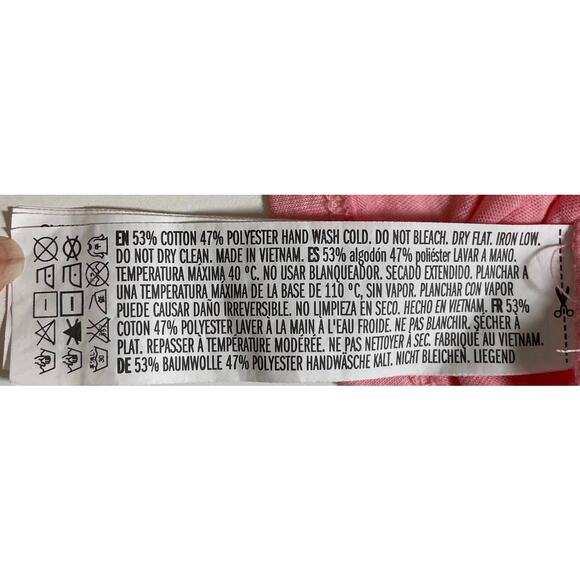 EN 53% COTTON 47% POLYESTER HAND WASH COLD. DO NOT BLEACH. DRY FLAT. IRON LOW.
DO NOT DRY CLEAN. MADE IN VIETNAM. ES 53% algodón 47% poliéster LAVAR A MANO.
TEMPERATURA MÁXIMA 40 ºC. NO USAR BLANQUEADOR. SECADO EXTENDIDO. PLANCHAR A
UNA TEMPERATURA MÁXIMA DE LA BASE DE 110 ºC, SIN VAPOR. PLANCHAR CON VAPOR
PUEDE CAUSAR DAÑO IRREVERSIBLE. NO LIMPIEZA EN SECO. HECHO EN VIETNAM. FR 53%
COTON 47% POLYESTER LAVER À LA MAIN À L'EAU FROIDE. NE PAS BLANCHIR. SÉCHER À
PLAT. REPASSER À TEMPÉRATURE MODÉRÉE. NE PAS NETTOYER À SEC. FABRIQUÉ AU VIETNAM.
DE 53% BAUMWOLLE 47% POLYESTER HANDWÄSCHE KALT. NICHT BLEICHEN. LIEGEND